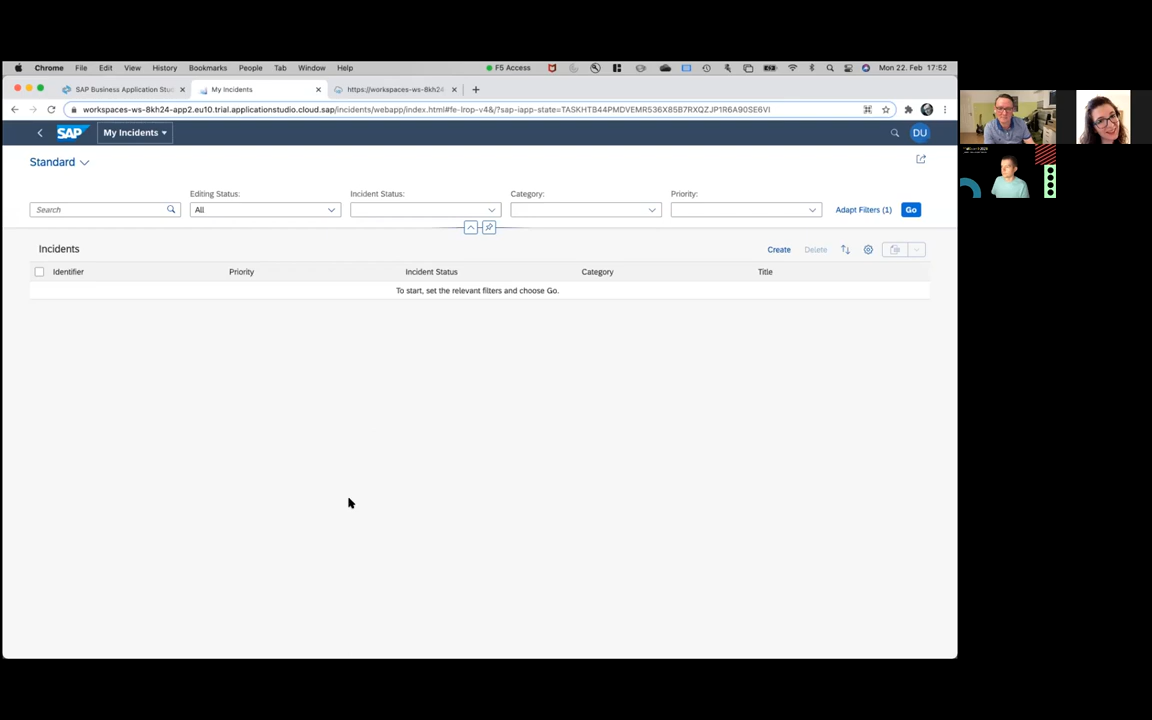 Chrome File Edit View History Bookmarks People Tab Window Help F5 Access Mon 22. Feb 17:52
SAP Business Application Stud My Incidents https://workspaces-ws-8kh24-
workspaces-ws-8kh24-app2.eu10.trial.applicationstudio.cloud.sap/incidents/webapp/index.html#fe-lrop-v4&/?sap-iapp-state=TASKHTB44PMDVEMR536X85B7RXQZJP1R6A90SE6VI
SAP My Incidents DU
Standard
Editing Status: Incident Status: Category: Priority:
Search All Adapt Filters (1) Go
Incidents Create Delete
Identifier Priority Incident Status Category Title
To start, set the relevant filters and choose Go.